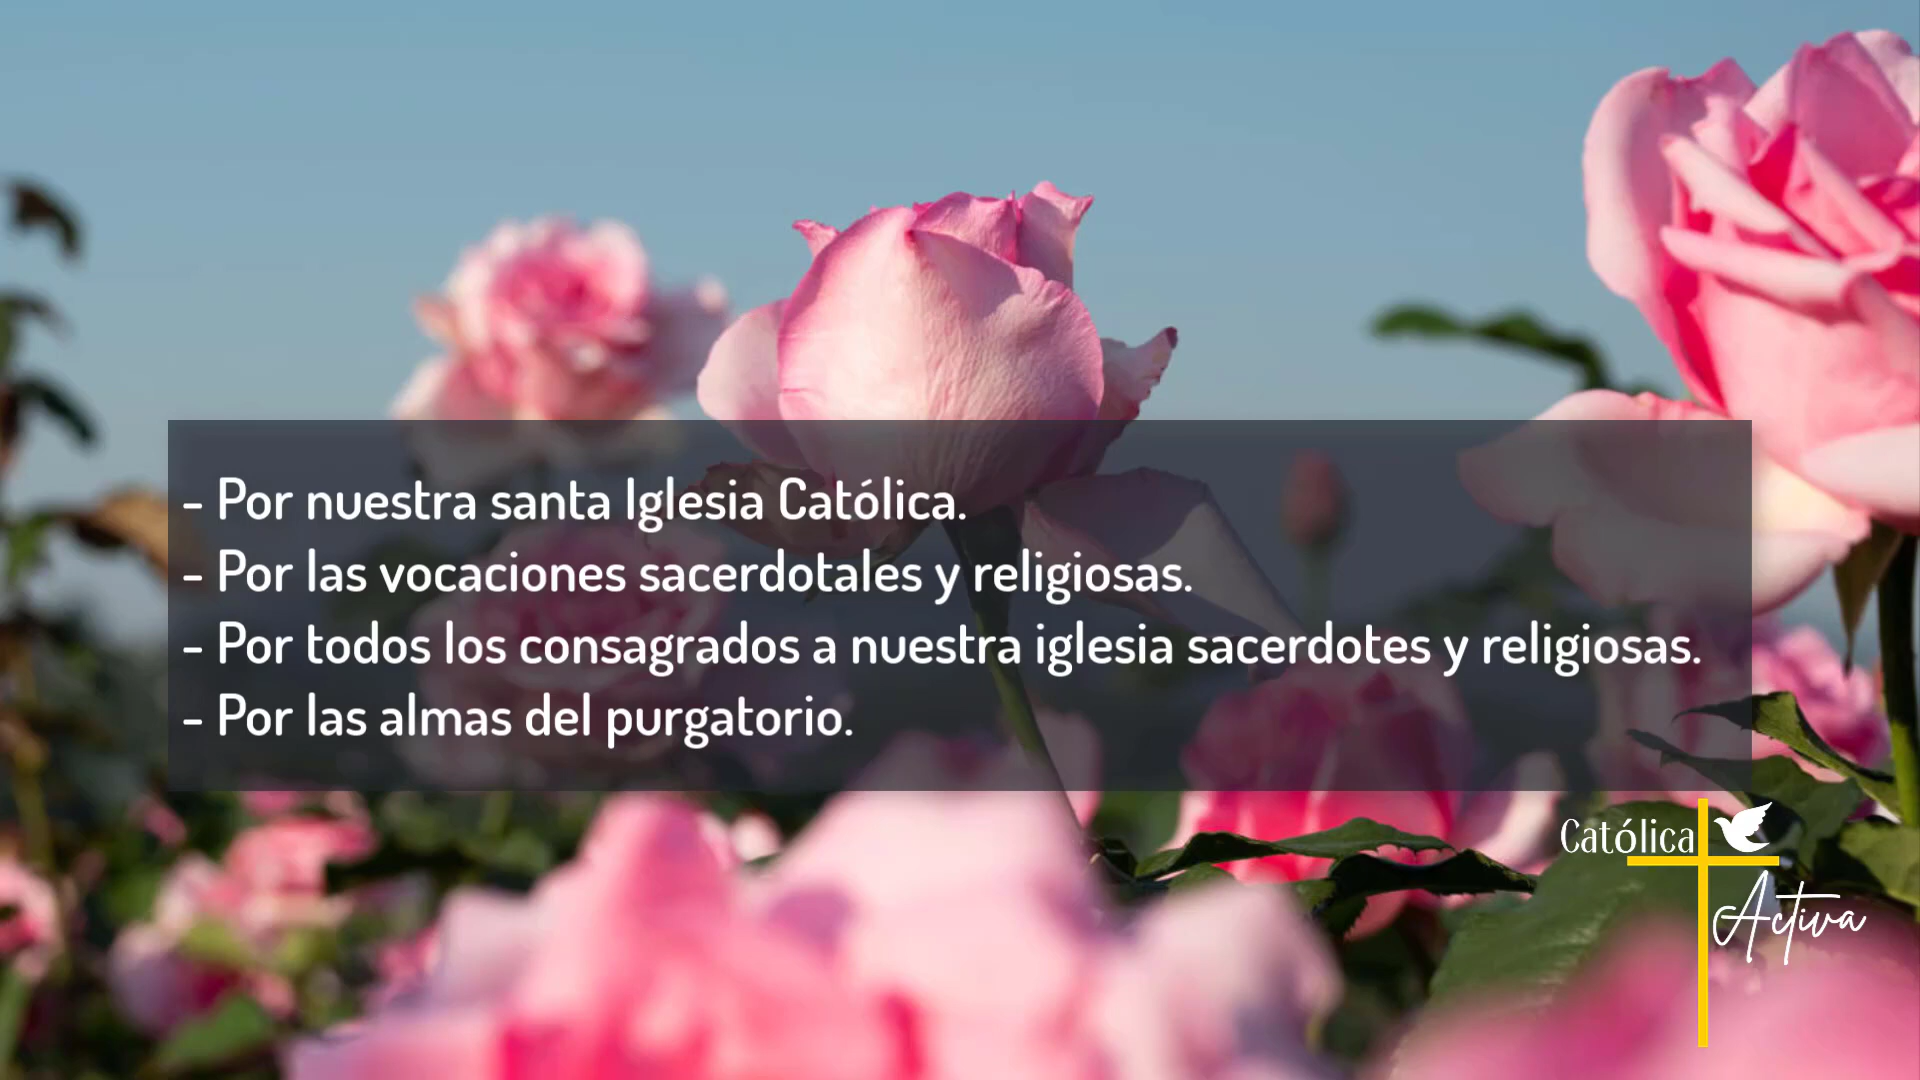 - Por nuestra santa Iglesia Católica.
- Por las vocaciones sacerdotales y religiosas.
- Por todos los consagrados a nuestra iglesia sacerdotes y religiosas.
- Por las almas del purgatorio.
Católica
Activa